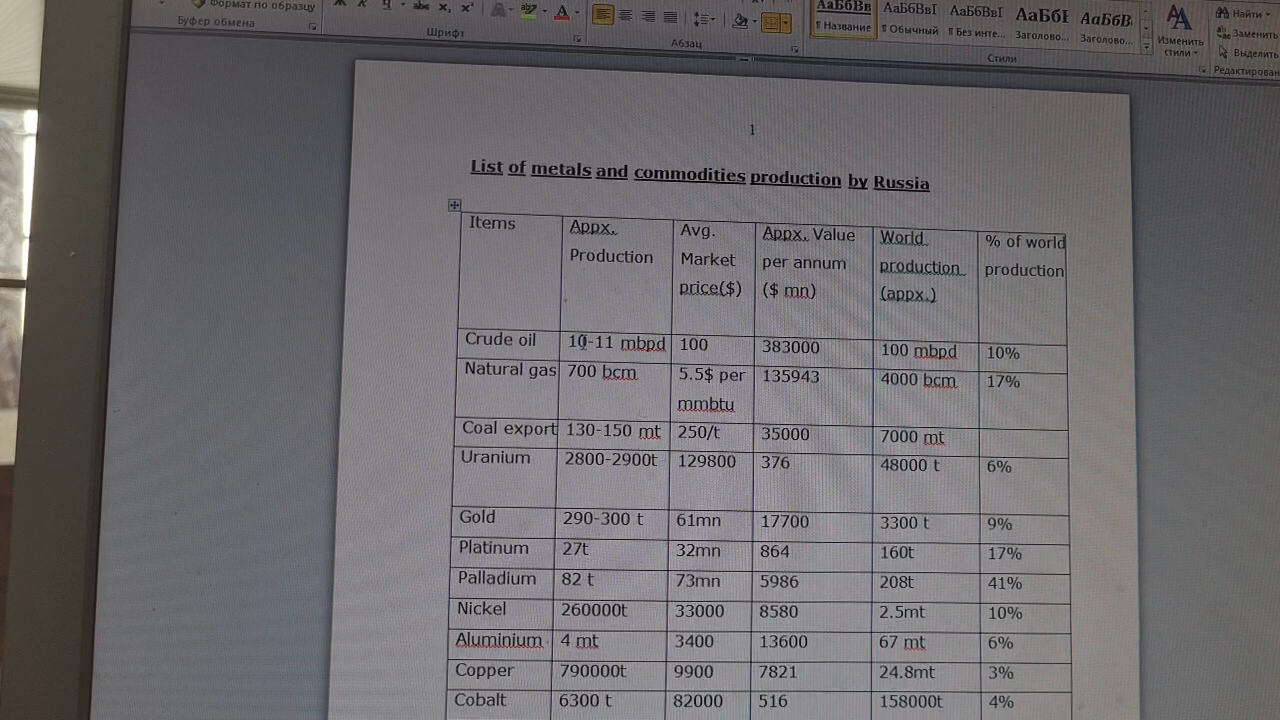 Формат по образцу
Буфер обмена
Шрифт
Абзац
АаБбВв АаБбВвГ АаБбВвГ АаБбВ АаБбВв
¶ Название ¶ Обычный ¶ Без инте... Заголово... Заголово...
Стили
Изменить
стили
Найти
Заменить
Выделить
Редактирован
1
List of metals and commodities production by Russia
Items Appx. Production Avg. Market price($) Appx. Value per annum ($ mn) World production (appx.) % of world production
Crude oil 10-11 mbpd 100 383000 100 mbpd 10%
Natural gas 700 bcm 5.5$ per mmbtu 135943 4000 bcm 17%
Coal export 130-150 mt 250/t 35000 7000 mt
Uranium 2800-2900t 129800 376 48000 t 6%
Gold 290-300 t 61mn 17700 3300 t 9%
Platinum 27t 32mn 864 160t 17%
Palladium 82 t 73mn 5986 208t 41%
Nickel 260000t 33000 8580 2.5mt 10%
Aluminium 4 mt 3400 13600 67 mt 6%
Copper 790000t 9900 7821 24.8mt 3%
Cobalt 6300 t 82000 516 158000t 4%